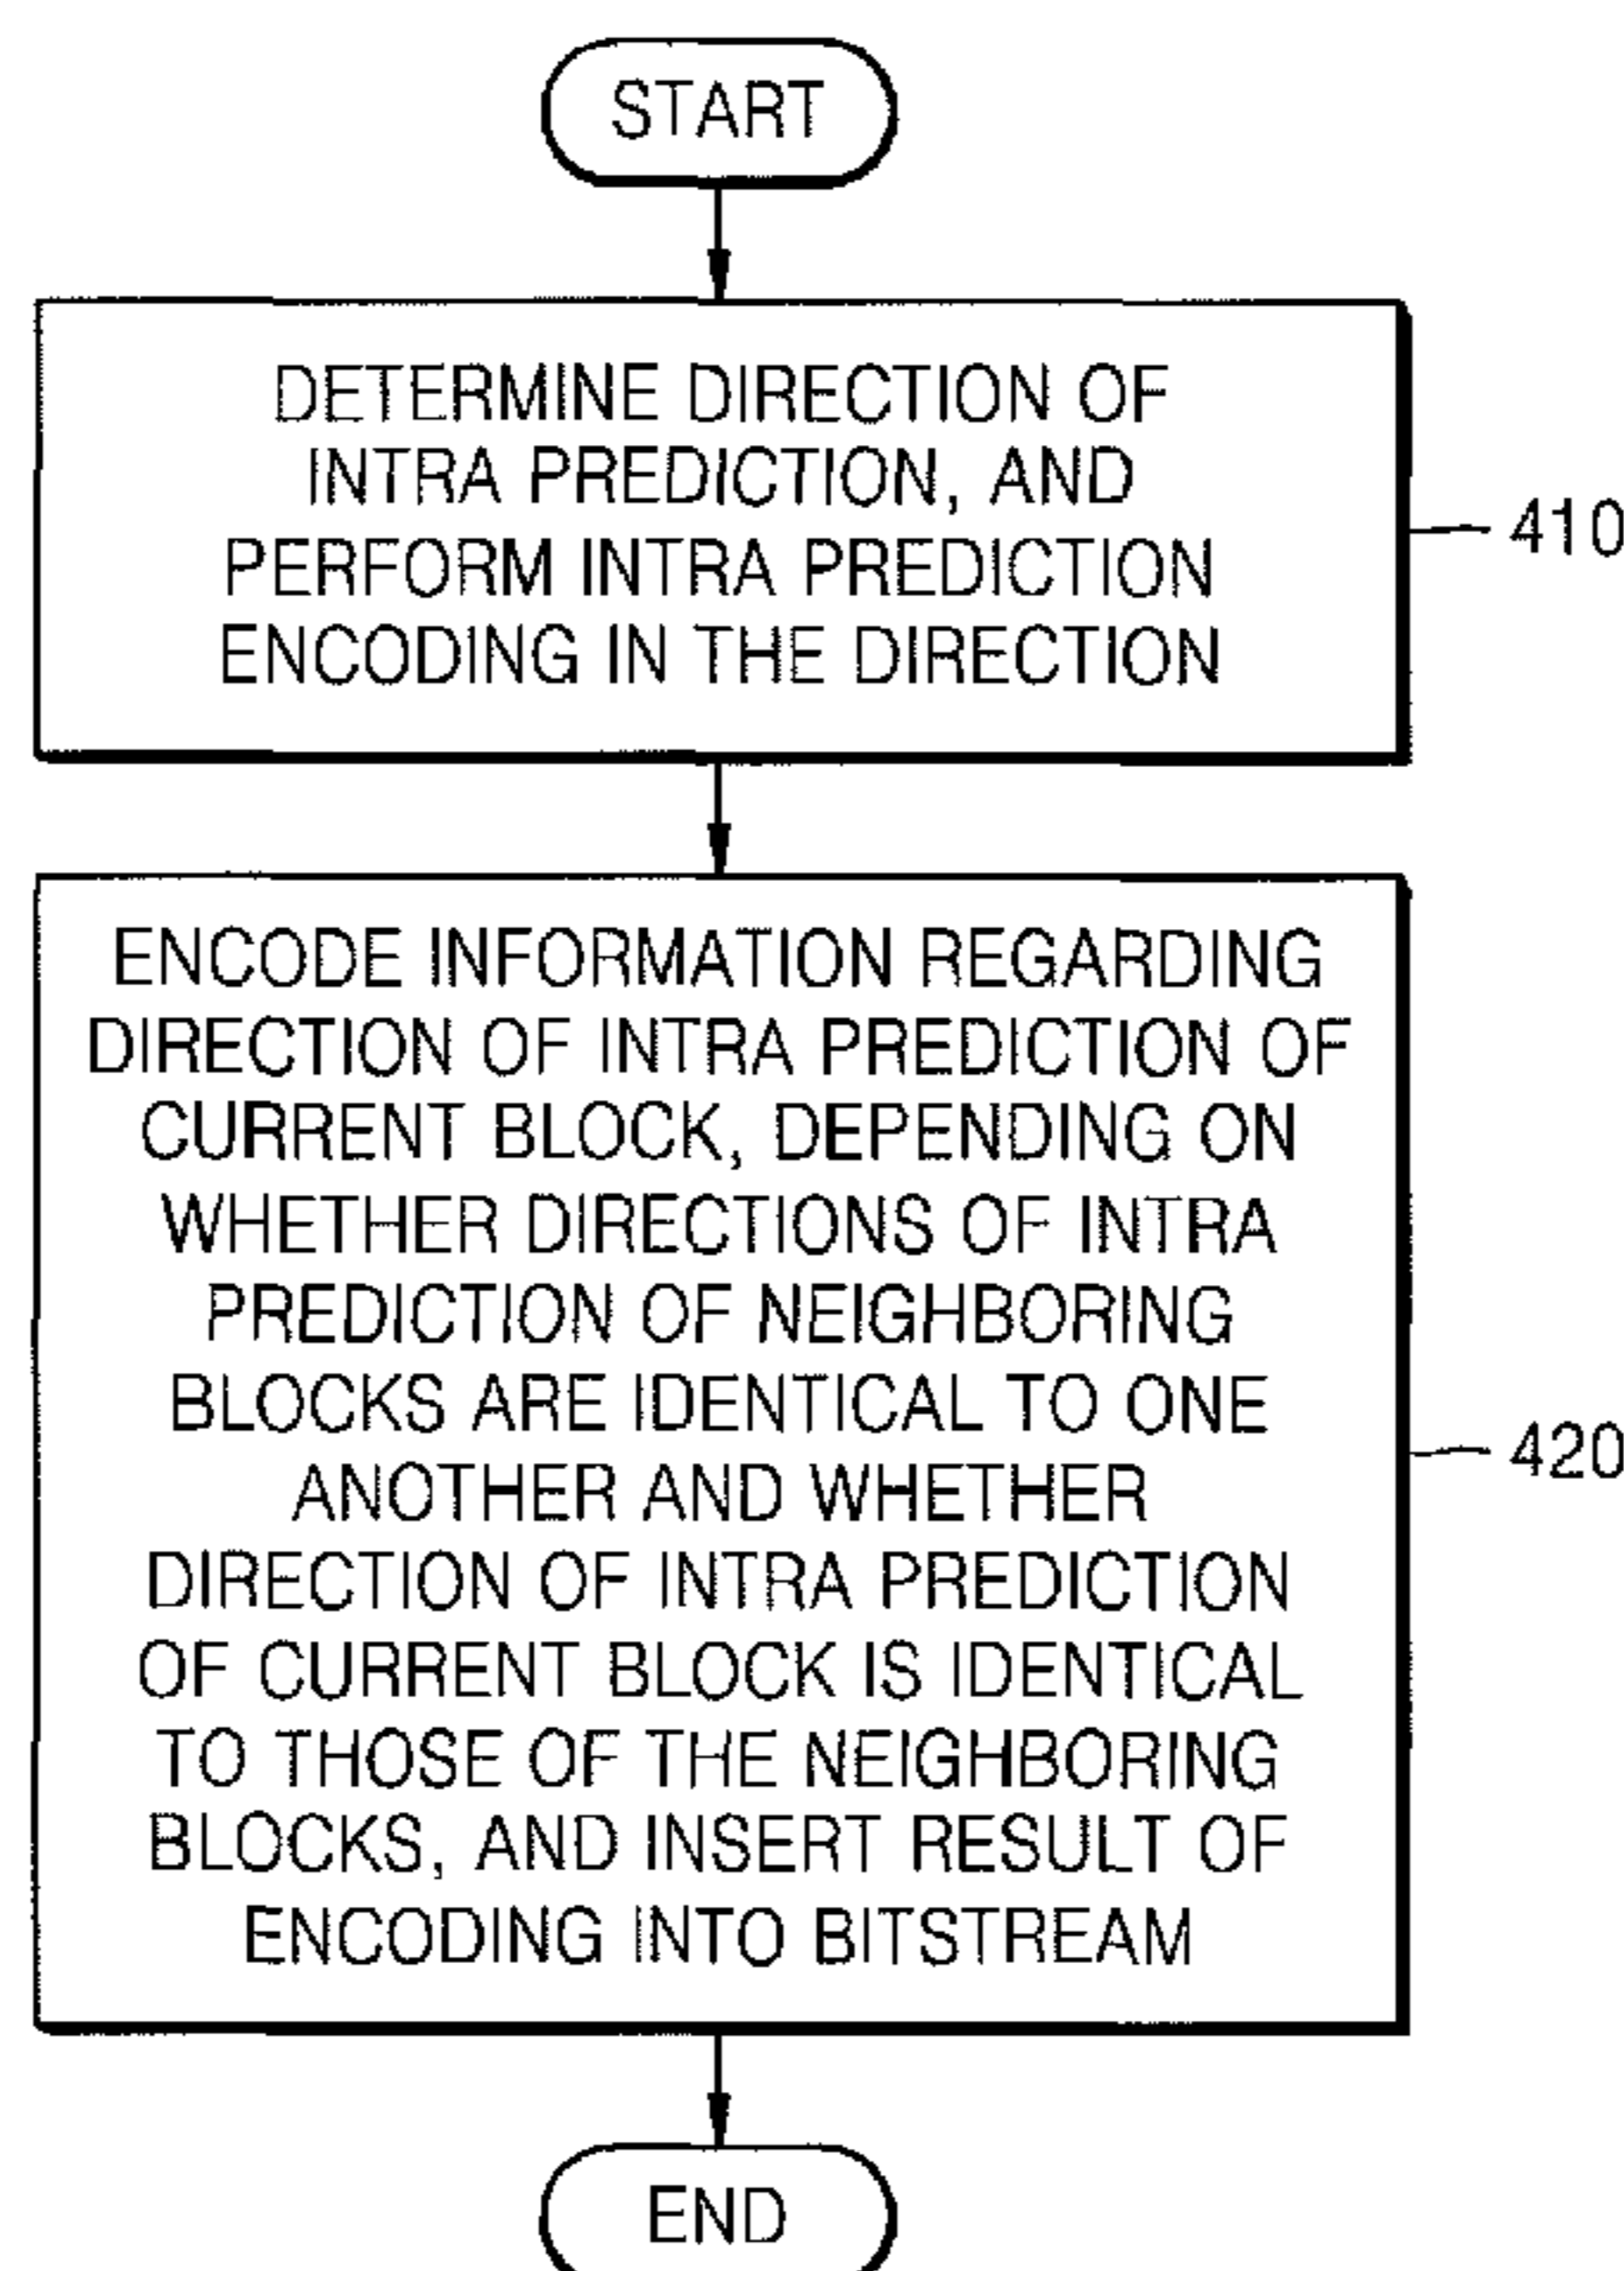 START
DETERMINE DIRECTION OF
INTRA PREDICTION, AND
PERFORM INTRA PREDICTION
ENCODING IN THE DIRECTION
410
ENCODE INFORMATION REGARDING
DIRECTION OF INTRA PREDICTION OF
CURRENT BLOCK, DEPENDING ON
WHETHER DIRECTIONS OF INTRA
PREDICTION OF NEIGHBORING
BLOCKS ARE IDENTICAL TO ONE
ANOTHER AND WHETHER
DIRECTION OF INTRA PREDICTION
OF CURRENT BLOCK IS IDENTICAL
TO THOSE OF THE NEIGHBORING
BLOCKS, AND INSERT RESULT OF
ENCODING INTO BITSTREAM
420
END